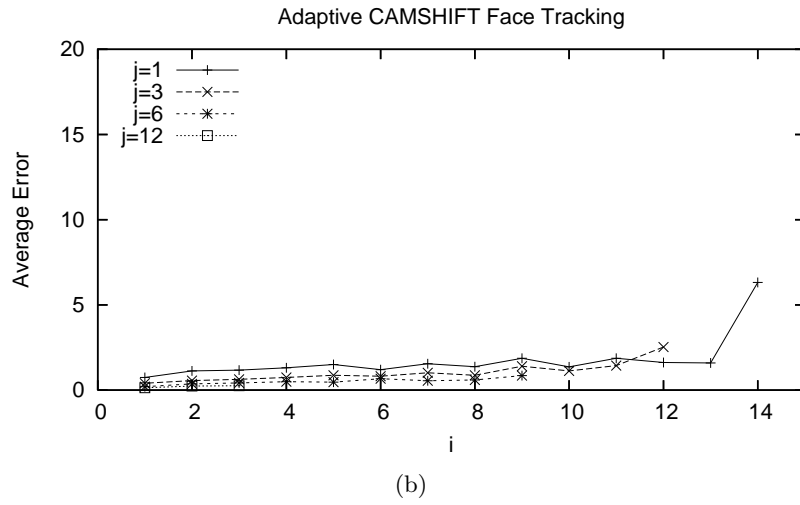 Adaptive CAMSHIFT Face Tracking
20
15
10
5
0
Average Error
j=1
j=3
j=6
j=12
0 2 4 6 8 10 12 14
i
(b)